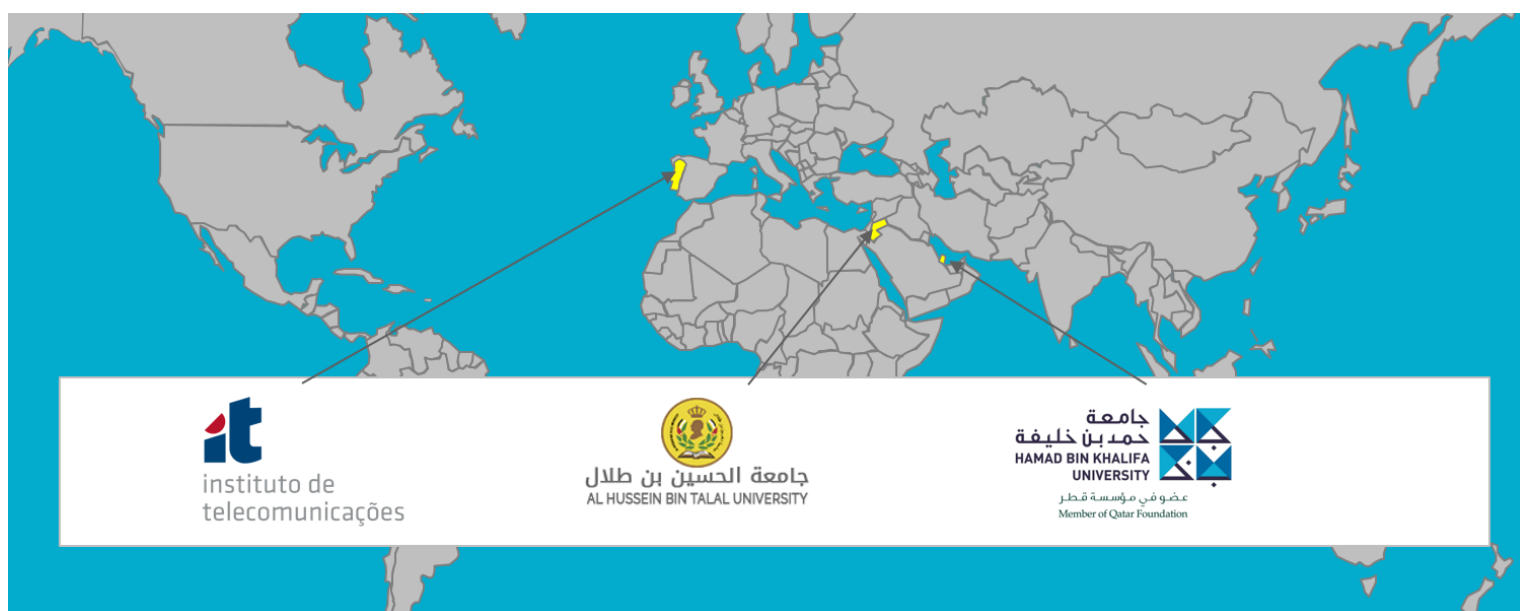 it
instituto de
telecomunicações
جامعة الحسين بن طلال
AL HUSSEIN BIN TALAL UNIVERSITY
جامعة
حمد بن خليفة
HAMAD BIN KHALIFA
UNIVERSITY
عضو في مؤسسة قطر
Member of Qatar Foundation